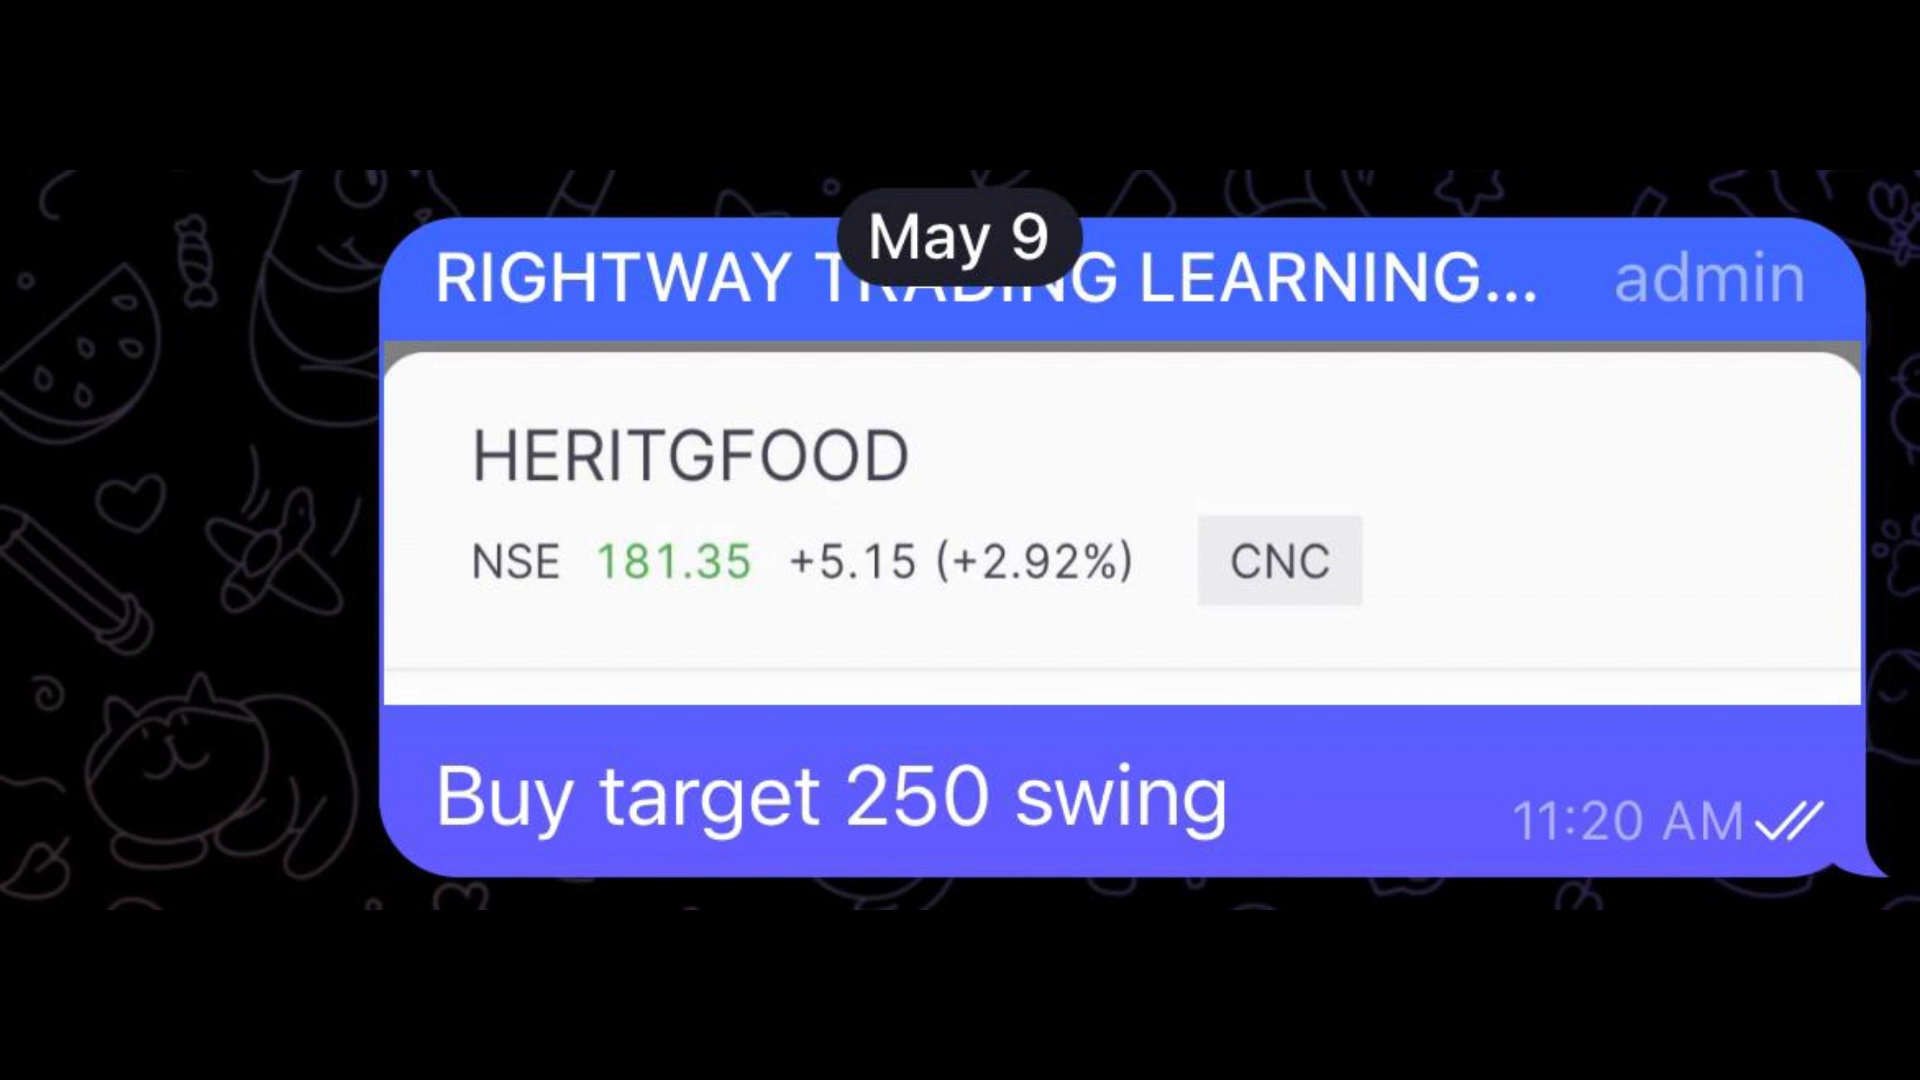 May 9
RIGHTWAY TRADING LEARNING... admin
HERITGFOOD
NSE 181.35 +5.15 (+2.92%) CNC
Buy target 250 swing
11:20 AM